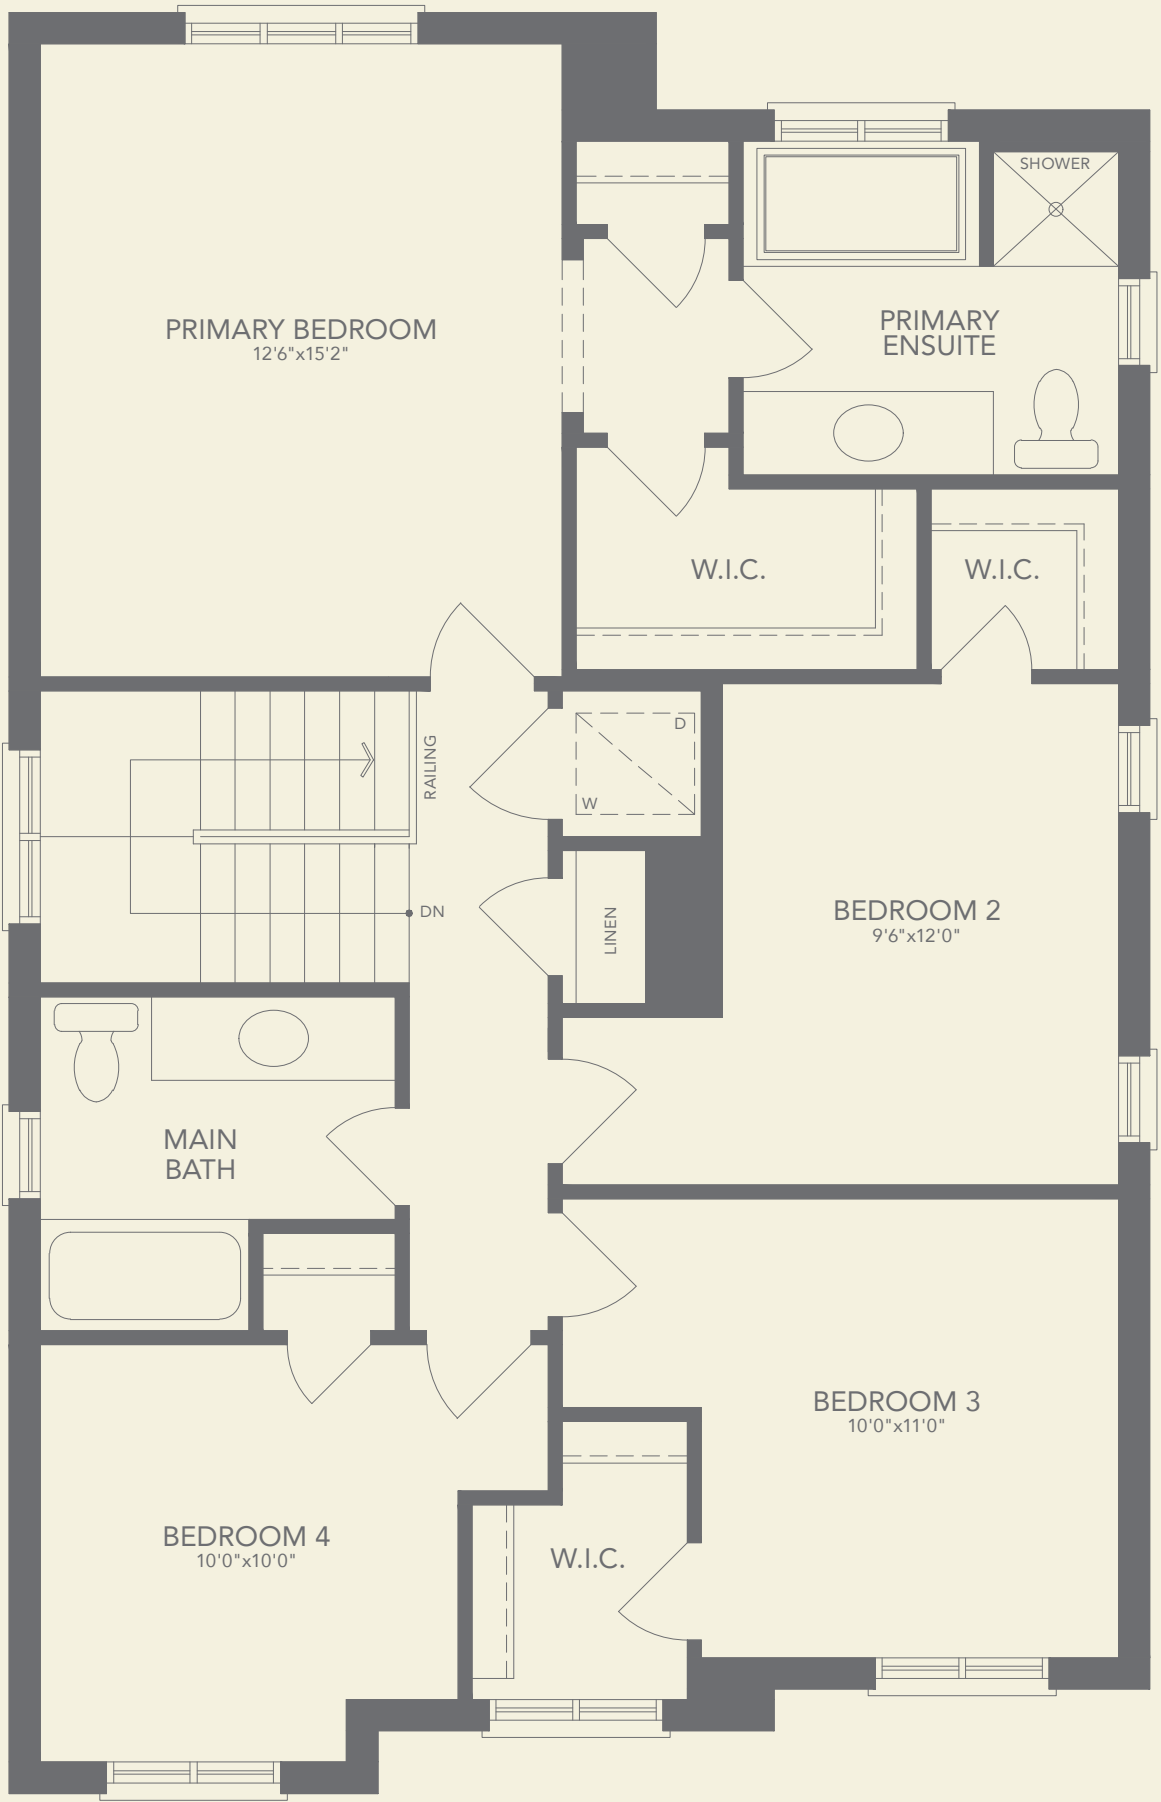 SHOWER
PRIMARY BEDROOM
12'6"x15'2"
PRIMARY
ENSUITE
W.I.C.
W.I.C.
D
RAILING
W
DN
LINEN
BEDROOM 2
9'6"x12'0"
MAIN
BATH
BEDROOM 3
10'0"x11'0"
BEDROOM 4
10'0"x10'0"
W.I.C.